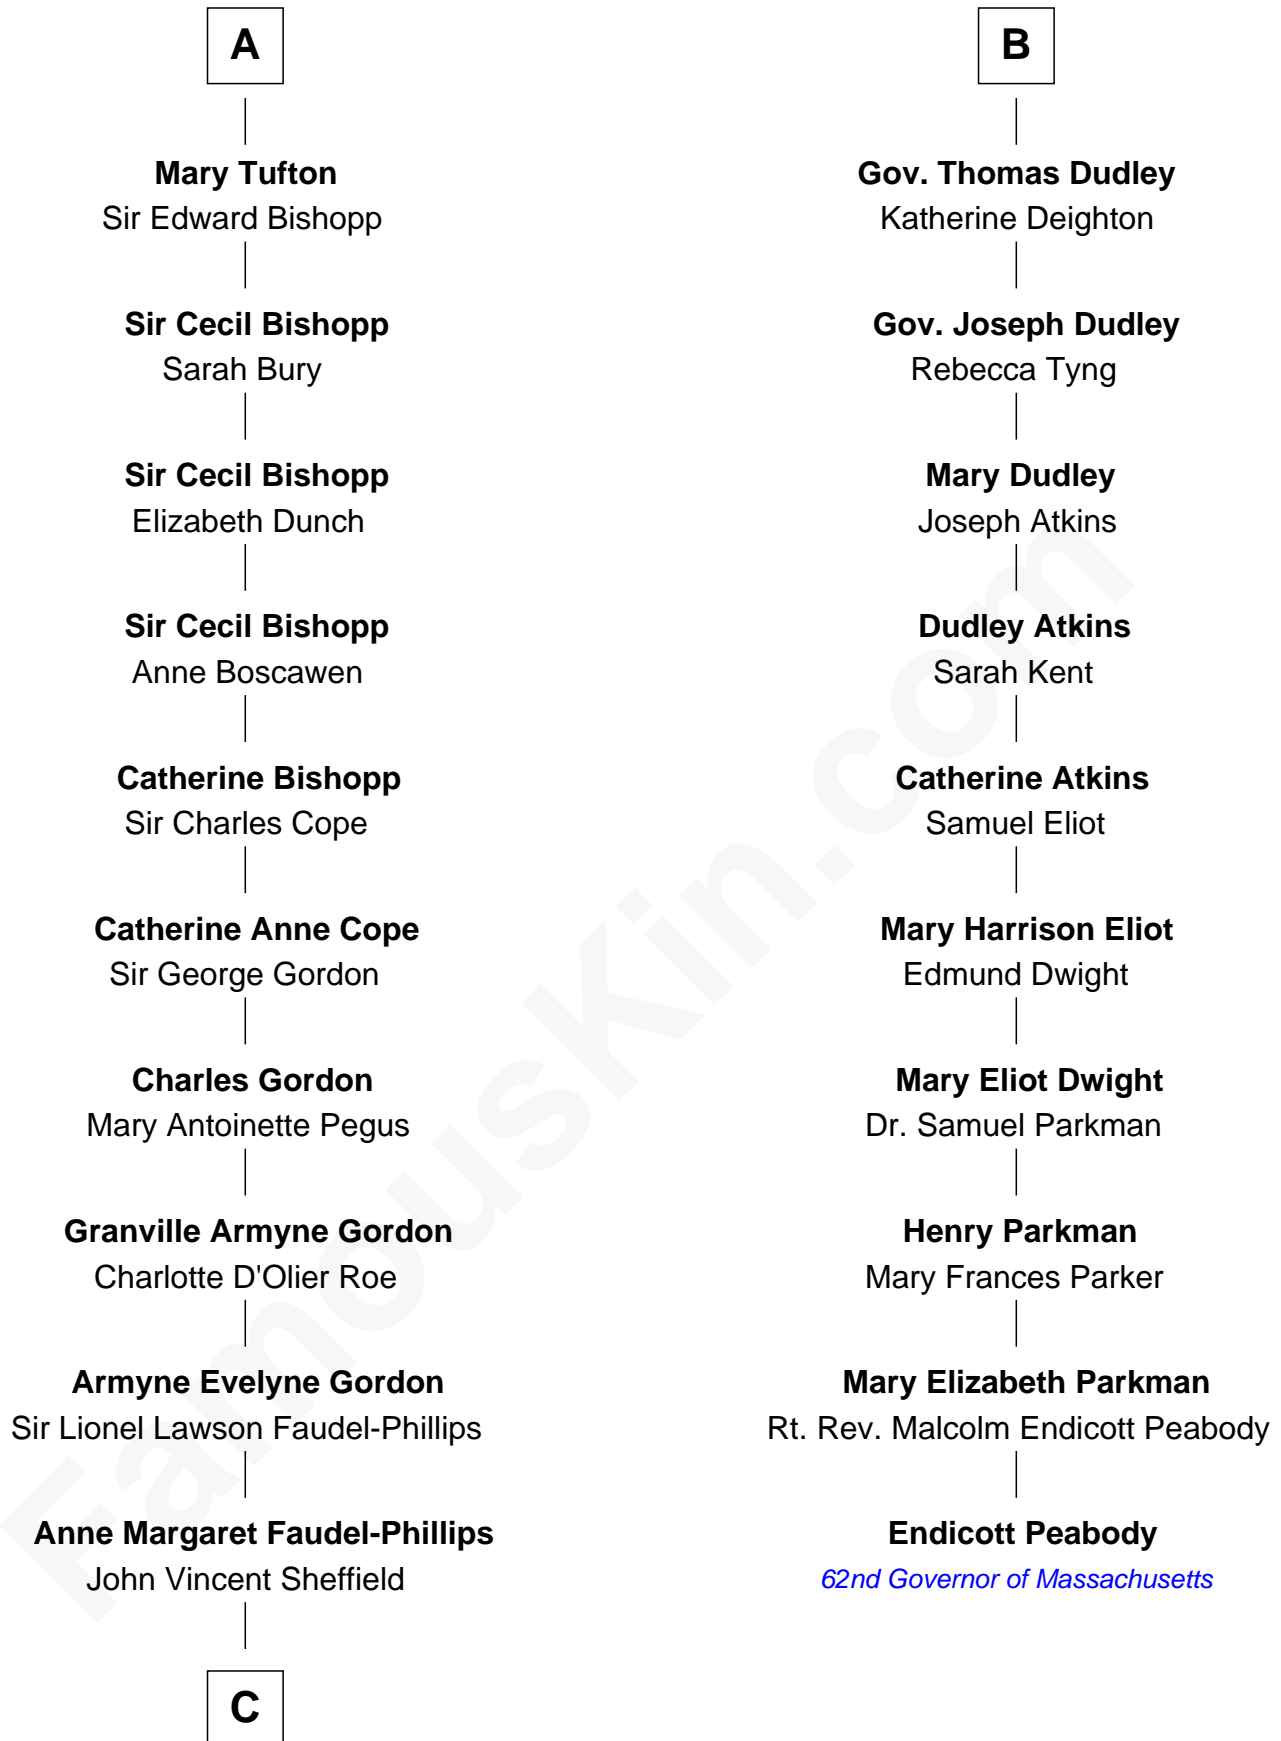 A
Mary Tufton
Sir Edward Bishopp
Sir Cecil Bishopp
Sarah Bury
Sir Cecil Bishopp
Elizabeth Dunch
Sir Cecil Bishopp
Anne Boscawen
Catherine Bishopp
Sir Charles Cope
Catherine Anne Cope
Sir George Gordon
Charles Gordon
Mary Antoinette Pegus
Granville Armyne Gordon
Charlotte D'Olier Roe
Armyne Evelyne Gordon
Sir Lionel Lawson Faudel-Phillips
Anne Margaret Faudel-Phillips
John Vincent Sheffield
C
B
Gov. Thomas Dudley
Katherine Deighton
Gov. Joseph Dudley
Rebecca Tyng
Mary Dudley
Joseph Atkins
Dudley Atkins
Sarah Kent
Catherine Atkins
Samuel Eliot
Mary Harrison Eliot
Edmund Dwight
Mary Eliot Dwight
Dr. Samuel Parkman
Henry Parkman
Mary Frances Parker
Mary Elizabeth Parkman
Rt. Rev. Malcolm Endicott Peabody
Endicott Peabody
62nd Governor of Massachusetts
FamousKin.com